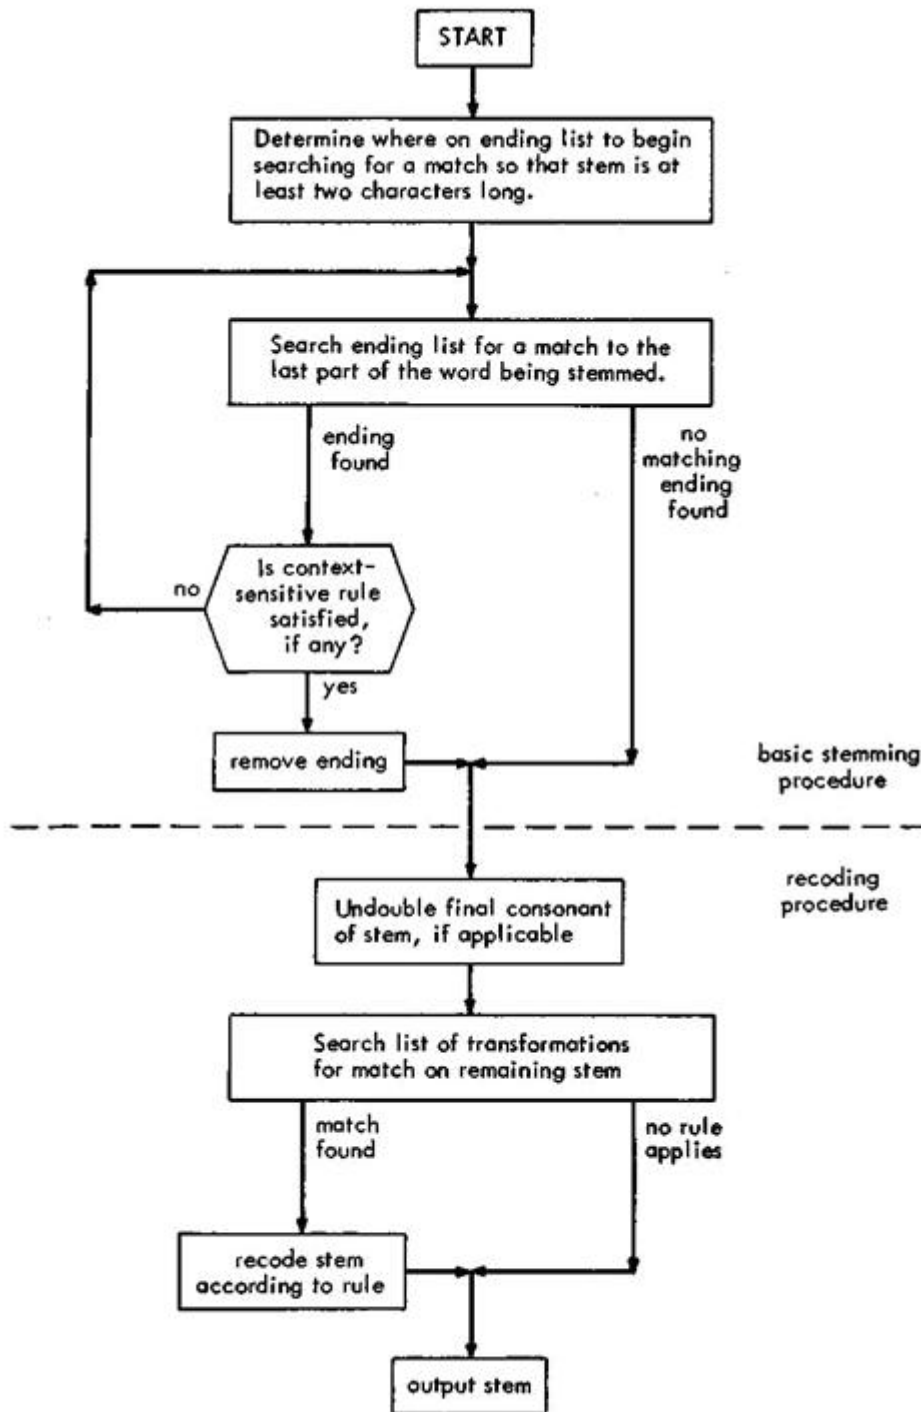 START
Determine where on ending list to begin
searching for a match so that stem is at
least two characters long.
Search ending list for a match to the
last part of the word being stemmed.
ending
found
no
matching
ending
found
Is context-
sensitive rule
satisfied,
if any?
no
yes
remove ending
basic stemming
procedure
recoding
procedure
Undouble final consonant
of stem, if applicable
Search list of transformations
for match on remaining stem
match
found
no rule
applies
recode stem
according to rule
output stem